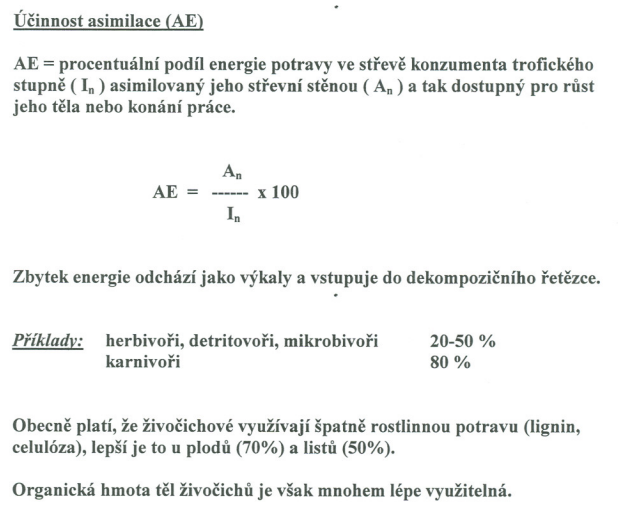 Účinnost asimilace (AE)
AE = procentuální podíl energie potravy ve střevě konzumenta trofického
stupně ( Iₙ ) asimilovaný jeho střevní stěnou ( Aₙ ) a tak dostupný pro růst
jeho těla nebo konání práce.
Aₙ
AE = ------ x 100
Iₙ
Zbytek energie odchází jako výkaly a vstupuje do dekompozičního řetězce.
Příklady: herbivoři, detritovoři, mikrobivoři 20-50 %
karnivoři 80 %
Obecně platí, že živočichové využívají špatně rostlinnou potravu (lignin,
celulóza), lepší je to u plodů (70%) a listů (50%).
Organická hmota těl živočichů je však mnohem lépe využitelná.